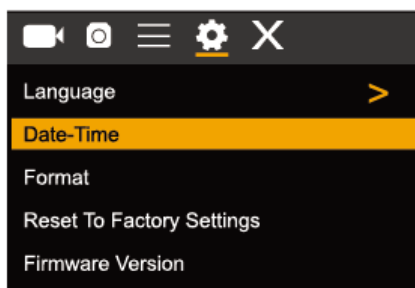 Language
Date-Time
Format
Reset To Factory Settings
Firmware Version